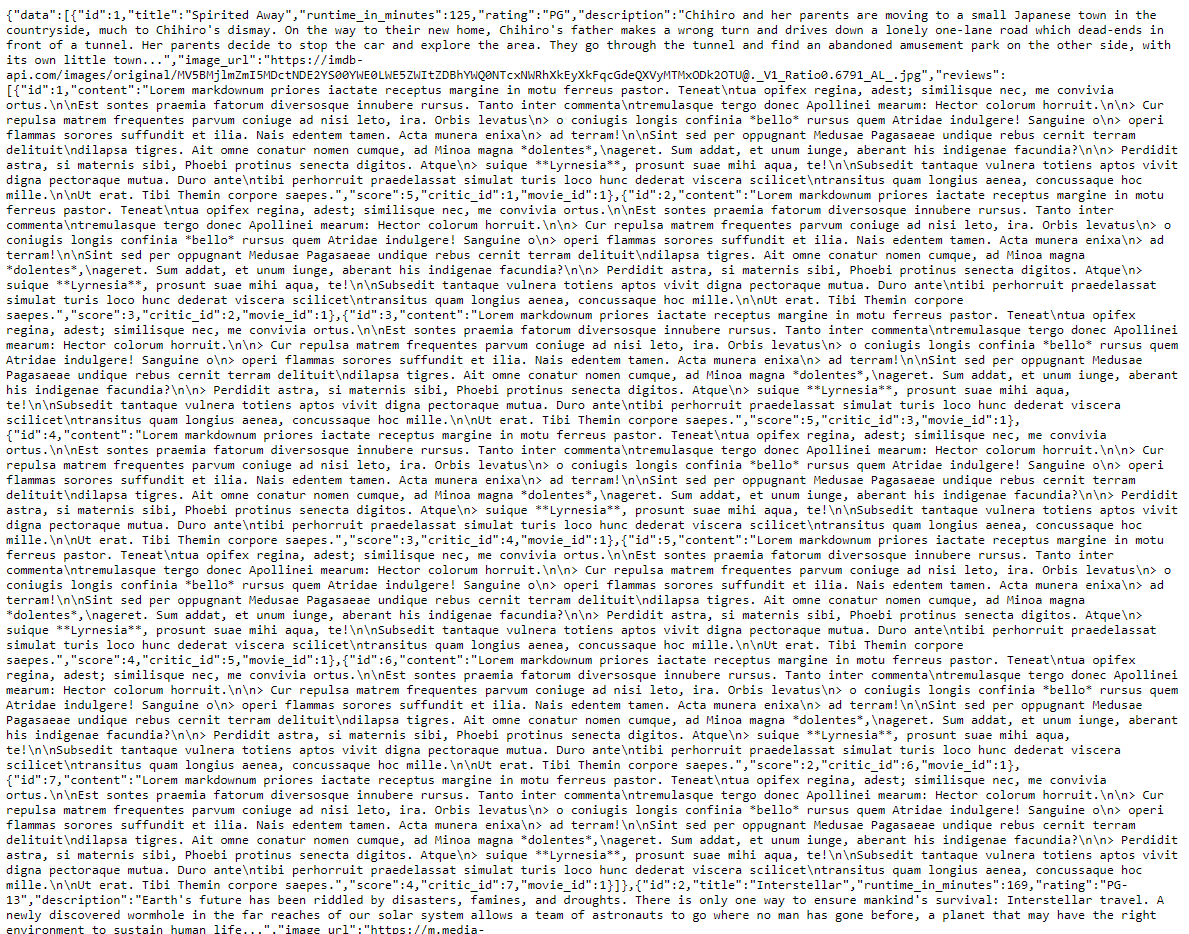 {"data":[{"id":1,"title":"Spirited Away","runtime_in_minutes":125,"rating":"PG","description":"Chihiro and her parents are moving to a small Japanese town in the
countryside, much to Chihiro's dismay. On the way to their new home, Chihiro's father makes a wrong turn and drives down a lonely one-lane road which dead-ends in
front of a tunnel. Her parents decide to stop the car and explore the area. They go through the tunnel and find an abandoned amusement park on the other side, with
its own little town...","image_url":"https://imdb-
api.com/images/original/MV5BMjlmZmI5MDctNDE2YS00YWE0LWE5ZWItZDBhYWQ0NTcxNWRhXkEyXkFqcGdeQXVyMTMxODk2OTU@._V1_Ratio0.6791_AL_.jpg","reviews":
[{"id":1,"content":"Lorem markdownum priores iactate receptus margine in motu ferreus pastor. Teneat\ntua opifex regina, adest; similisque nec, me convivia
ortus.\n\nEst sontes praemia fatorum diversosque innubere rursus. Tanto inter commenta\ntremulasque tergo donec Apollinei mearum: Hector colorum horruit.\n\n> Cur
repulsa matrem frequentes parvum coniuge ad nisi leto, ira. Orbis levatus\n> o coniugis longis confinia *bello* rursus quem Atridae indulgere! Sanguine o\n> operi
flammas sorores suffundit et ilia. Nais edentem tamen. Acta munera enixa\n> ad terram!\n\nSint sed per oppugnant Medusae Pagasaeae undique rebus cernit terram
delituit\ndilapsa tigres. Ait omne conatur nomen cumque, ad Minoa magna *dolentes*,\nageret. Sum addat, et unum iunge, aberant his indigenae facundia?\n\n> Perdidit
astra, si maternis sibi, Phoebi protinus senecta digitos. Atque\n> suique **Lyrnesia**, prosunt suae mihi aqua, te!\n\nSubsedit tantaque vulnera totiens aptos vivit
digna pectoraque mutua. Duro ante\ntibi perhorruit praedelassat simulat turis loco hunc dederat viscera scilicet\ntransitus quam longius aenea, concussaque hoc
mille.\n\nUt erat. Tibi Themin corpore saepes.","score":5,"critic_id":1,"movie_id":1},{"id":2,"content":"Lorem markdownum priores iactate receptus margine in motu
ferreus pastor. Teneat\ntua opifex regina, adest; similisque nec, me convivia ortus.\n\nEst sontes praemia fatorum diversosque innubere rursus. Tanto inter
commenta\ntremulasque tergo donec Apollinei mearum: Hector colorum horruit.\n\n> Cur repulsa matrem frequentes parvum coniuge ad nisi leto, ira. Orbis levatus\n> o
coniugis longis confinia *bello* rursus quem Atridae indulgere! Sanguine o\n> operi flammas sorores suffundit et ilia. Nais edentem tamen. Acta munera enixa\n> ad
terram!\n\nSint sed per oppugnant Medusae Pagasaeae undique rebus cernit terram delituit\ndilapsa tigres. Ait omne conatur nomen cumque, ad Minoa magna
*dolentes*,\nageret. Sum addat, et unum iunge, aberant his indigenae facundia?\n\n> Perdidit astra, si maternis sibi, Phoebi protinus senecta digitos. Atque\n>
suique **Lyrnesia**, prosunt suae mihi aqua, te!\n\nSubsedit tantaque vulnera totiens aptos vivit digna pectoraque mutua. Duro ante\ntibi perhorruit praedelassat
simulat turis loco hunc dederat viscera scilicet\ntransitus quam longius aenea, concussaque hoc mille.\n\nUt erat. Tibi Themin corpore
saepes.","score":3,"critic_id":2,"movie_id":1},{"id":3,"content":"Lorem markdownum priores iactate receptus margine in motu ferreus pastor. Teneat\ntua opifex
regina, adest; similisque nec, me convivia ortus.\n\nEst sontes praemia fatorum diversosque innubere rursus. Tanto inter commenta\ntremulasque tergo donec Apollinei
mearum: Hector colorum horruit.\n\n> Cur repulsa matrem frequentes parvum coniuge ad nisi leto, ira. Orbis levatus\n> o coniugis longis confinia *bello* rursus quem
Atridae indulgere! Sanguine o\n> operi flammas sorores suffundit et ilia. Nais edentem tamen. Acta munera enixa\n> ad terram!\n\nSint sed per oppugnant Medusae
Pagasaeae undique rebus cernit terram delituit\ndilapsa tigres. Ait omne conatur nomen cumque, ad Minoa magna *dolentes*,\nageret. Sum addat, et unum iunge, aberant
his indigenae facundia?\n\n> Perdidit astra, si maternis sibi, Phoebi protinus senecta digitos. Atque\n> suique **Lyrnesia**, prosunt suae mihi aqua,
te!\n\nSubsedit tantaque vulnera totiens aptos vivit digna pectoraque mutua. Duro ante\ntibi perhorruit praedelassat simulat turis loco hunc dederat viscera
scilicet\ntransitus quam longius aenea, concussaque hoc mille.\n\nUt erat. Tibi Themin corpore saepes.","score":5,"critic_id":3,"movie_id":1},
{"id":4,"content":"Lorem markdownum priores iactate receptus margine in motu ferreus pastor. Teneat\ntua opifex regina, adest; similisque nec, me convivia
ortus.\n\nEst sontes praemia fatorum diversosque innubere rursus. Tanto inter commenta\ntremulasque tergo donec Apollinei mearum: Hector colorum horruit.\n\n> Cur
repulsa matrem frequentes parvum coniuge ad nisi leto, ira. Orbis levatus\n> o coniugis longis confinia *bello* rursus quem Atridae indulgere! Sanguine o\n> operi
flammas sorores suffundit et ilia. Nais edentem tamen. Acta munera enixa\n> ad terram!\n\nSint sed per oppugnant Medusae Pagasaeae undique rebus cernit terram
delituit\ndilapsa tigres. Ait omne conatur nomen cumque, ad Minoa magna *dolentes*,\nageret. Sum addat, et unum iunge, aberant his indigenae facundia?\n\n> Perdidit
astra, si maternis sibi, Phoebi protinus senecta digitos. Atque\n> suique **Lyrnesia**, prosunt suae mihi aqua, te!\n\nSubsedit tantaque vulnera totiens aptos vivit
digna pectoraque mutua. Duro ante\ntibi perhorruit praedelassat simulat turis loco hunc dederat viscera scilicet\ntransitus quam longius aenea, concussaque hoc
mille.\n\nUt erat. Tibi Themin corpore saepes.","score":3,"critic_id":4,"movie_id":1},{"id":5,"content":"Lorem markdownum priores iactate receptus margine in motu
ferreus pastor. Teneat\ntua opifex regina, adest; similisque nec, me convivia ortus.\n\nEst sontes praemia fatorum diversosque innubere rursus. Tanto inter
commenta\ntremulasque tergo donec Apollinei mearum: Hector colorum horruit.\n\n> Cur repulsa matrem frequentes parvum coniuge ad nisi leto, ira. Orbis levatus\n> o
coniugis longis confinia *bello* rursus quem Atridae indulgere! Sanguine o\n> operi flammas sorores suffundit et ilia. Nais edentem tamen. Acta munera enixa\n> ad
terram!\n\nSint sed per oppugnant Medusae Pagasaeae undique rebus cernit terram delituit\ndilapsa tigres. Ait omne conatur nomen cumque, ad Minoa magna
*dolentes*,\nageret. Sum addat, et unum iunge, aberant his indigenae facundia?\n\n> Perdidit astra, si maternis sibi, Phoebi protinus senecta digitos. Atque\n>
suique **Lyrnesia**, prosunt suae mihi aqua, te!\n\nSubsedit tantaque vulnera totiens aptos vivit digna pectoraque mutua. Duro ante\ntibi perhorruit praedelassat
simulat turis loco hunc dederat viscera scilicet\ntransitus quam longius aenea, concussaque hoc mille.\n\nUt erat. Tibi Themin corpore
saepes.","score":4,"critic_id":5,"movie_id":1},{"id":6,"content":"Lorem markdownum priores iactate receptus margine in motu ferreus pastor. Teneat\ntua opifex
regina, adest; similisque nec, me convivia ortus.\n\nEst sontes praemia fatorum diversosque innubere rursus. Tanto inter commenta\ntremulasque tergo donec Apollinei
mearum: Hector colorum horruit.\n\n> Cur repulsa matrem frequentes parvum coniuge ad nisi leto, ira. Orbis levatus\n> o coniugis longis confinia *bello* rursus quem
Atridae indulgere! Sanguine o\n> operi flammas sorores suffundit et ilia. Nais edentem tamen. Acta munera enixa\n> ad terram!\n\nSint sed per oppugnant Medusae
Pagasaeae undique rebus cernit terram delituit\ndilapsa tigres. Ait omne conatur nomen cumque, ad Minoa magna *dolentes*,\nageret. Sum addat, et unum iunge, aberant
his indigenae facundia?\n\n> Perdidit astra, si maternis sibi, Phoebi protinus senecta digitos. Atque\n> suique **Lyrnesia**, prosunt suae mihi aqua,
te!\n\nSubsedit tantaque vulnera totiens aptos vivit digna pectoraque mutua. Duro ante\ntibi perhorruit praedelassat simulat turis loco hunc dederat viscera
scilicet\ntransitus quam longius aenea, concussaque hoc mille.\n\nUt erat. Tibi Themin corpore saepes.","score":2,"critic_id":6,"movie_id":1},
{"id":7,"content":"Lorem markdownum priores iactate receptus margine in motu ferreus pastor. Teneat\ntua opifex regina, adest; similisque nec, me convivia
ortus.\n\nEst sontes praemia fatorum diversosque innubere rursus. Tanto inter commenta\ntremulasque tergo donec Apollinei mearum: Hector colorum horruit.\n\n> Cur
repulsa matrem frequentes parvum coniuge ad nisi leto, ira. Orbis levatus\n> o coniugis longis confinia *bello* rursus quem Atridae indulgere! Sanguine o\n> operi
flammas sorores suffundit et ilia. Nais edentem tamen. Acta munera enixa\n> ad terram!\n\nSint sed per oppugnant Medusae Pagasaeae undique rebus cernit terram
delituit\ndilapsa tigres. Ait omne conatur nomen cumque, ad Minoa magna *dolentes*,\nageret. Sum addat, et unum iunge, aberant his indigenae facundia?\n\n> Perdidit
astra, si maternis sibi, Phoebi protinus senecta digitos. Atque\n> suique **Lyrnesia**, prosunt suae mihi aqua, te!\n\nSubsedit tantaque vulnera totiens aptos vivit
digna pectoraque mutua. Duro ante\ntibi perhorruit praedelassat simulat turis loco hunc dederat viscera scilicet\ntransitus quam longius aenea, concussaque hoc
mille.\n\nUt erat. Tibi Themin corpore saepes.","score":4,"critic_id":7,"movie_id":1}]},{"id":2,"title":"Interstellar","runtime_in_minutes":169,"rating":"PG-
13","description":"Earth's future has been riddled by disasters, famines, and droughts. There is only one way to ensure mankind's survival: Interstellar travel. A
newly discovered wormhole in the far reaches of our solar system allows a team of astronauts to go where no man has gone before, a planet that may have the right
environment to sustain human life...","image_url":"https://m.media-